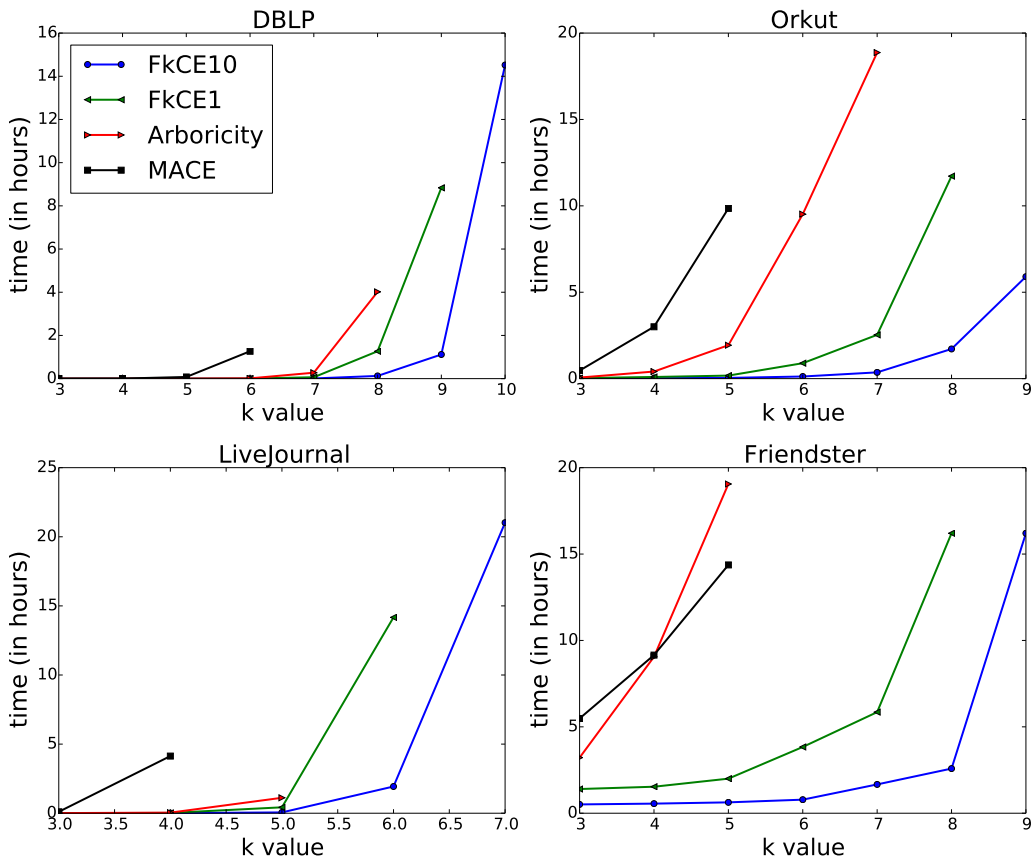 DBLP
16
14
12
10
8
6
4
2
0
time (in hours)
FkCE10
FkCE1
Arboricity
MACE
3 4 5 6 7 8 9 10
k value
Orkut
20
15
10
5
0
time (in hours)
3 4 5 6 7 8 9
k value
LiveJournal
25
20
15
10
5
0
time (in hours)
3.0 3.5 4.0 4.5 5.0 5.5 6.0 6.5 7.0
k value
Friendster
20
15
10
5
0
time (in hours)
3 4 5 6 7 8 9
k value